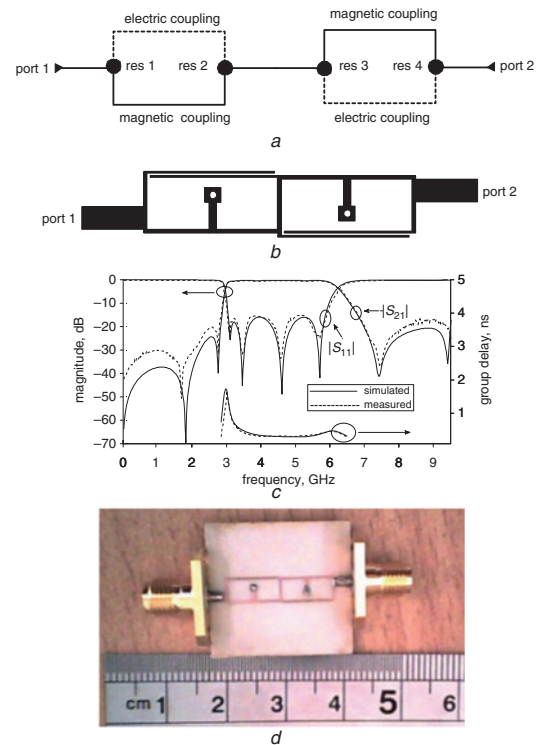 electric coupling
magnetic coupling
port 1
res 1
res 2
res 3
res 4
port 2
magnetic coupling
electric coupling
a
port 1
port 2
b
0
–10
–20
–30
–40
–50
–60
–70
magnitude, dB
|S21|
|S11|
simulated
measured
5
4
3
2
1
group delay, ns
0 1 2 3 4 5 6 7 8 9
frequency, GHz
c
cm 1 2 3 4 5 6
d